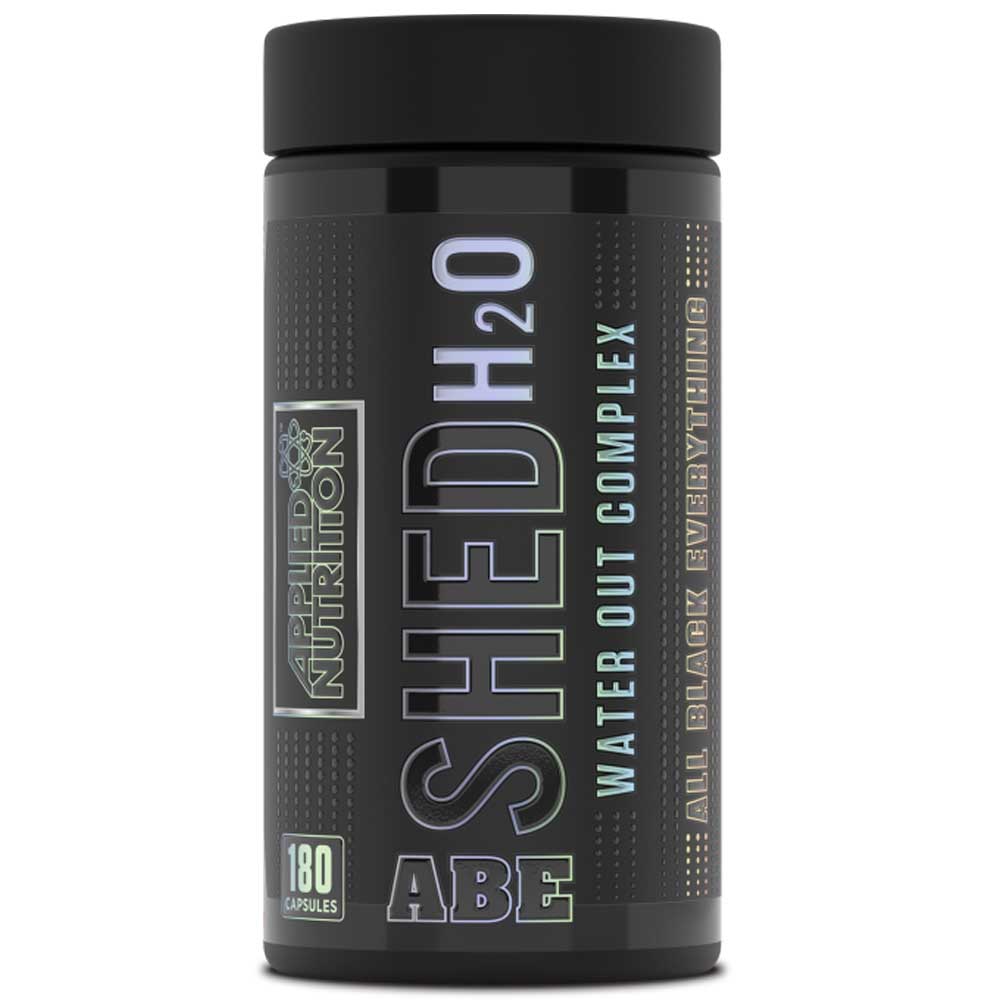 APPLIED
NUTRITION
SHED H₂O
WATER OUT COMPLEX
ALL BLACK EVERYTHING
180
CAPSULES
ABE